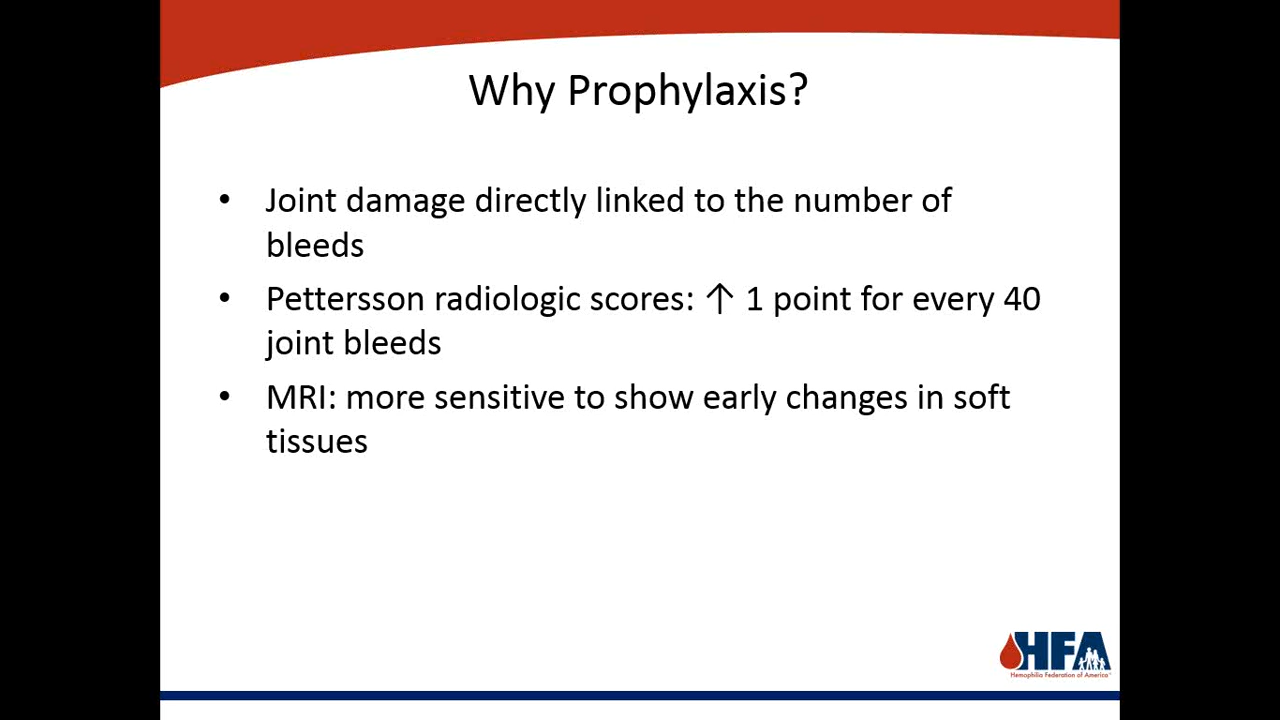 Why Prophylaxis?
• Joint damage directly linked to the number of
bleeds
• Pettersson radiologic scores: ↑ 1 point for every 40
joint bleeds
• MRI: more sensitive to show early changes in soft
tissues
HFA
Hemophilia Federation of America